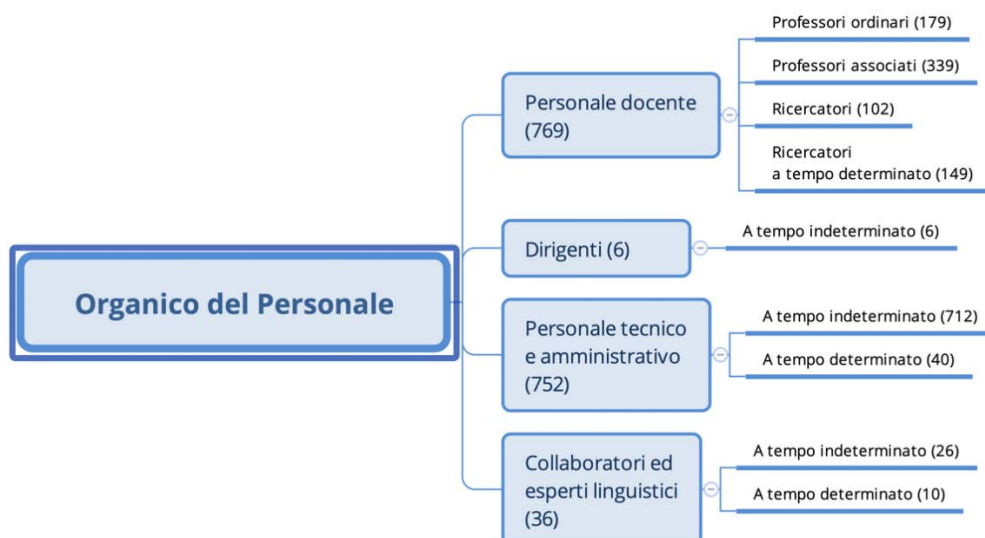 Organico del Personale
Personale docente
(769)
Professori ordinari (179)
Professori associati (339)
Ricercatori (102)
Ricercatori
a tempo determinato (149)
Dirigenti (6)
A tempo indeterminato (6)
Personale tecnico
e amministrativo
(752)
A tempo indeterminato (712)
A tempo determinato (40)
Collaboratori ed
esperti linguistici
(36)
A tempo indeterminato (26)
A tempo determinato (10)